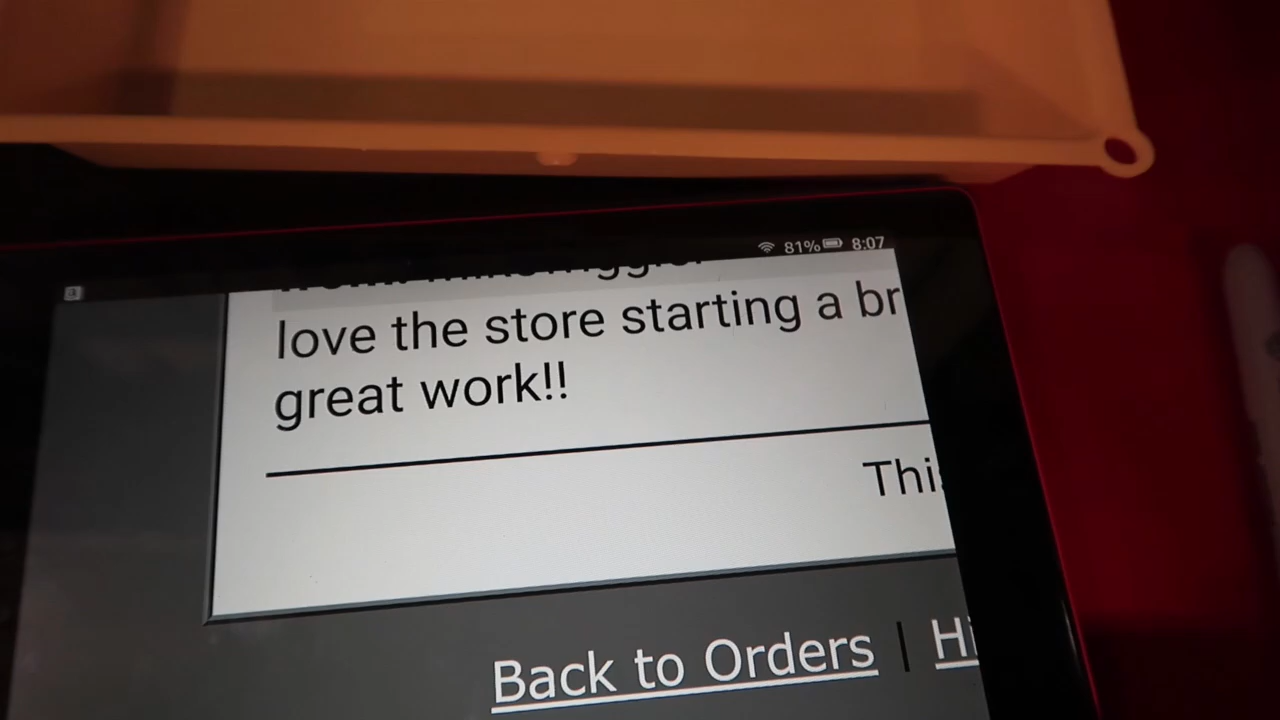 81% 8:07
love the store starting a br
great work!!
Thi
Back to Orders | Hi